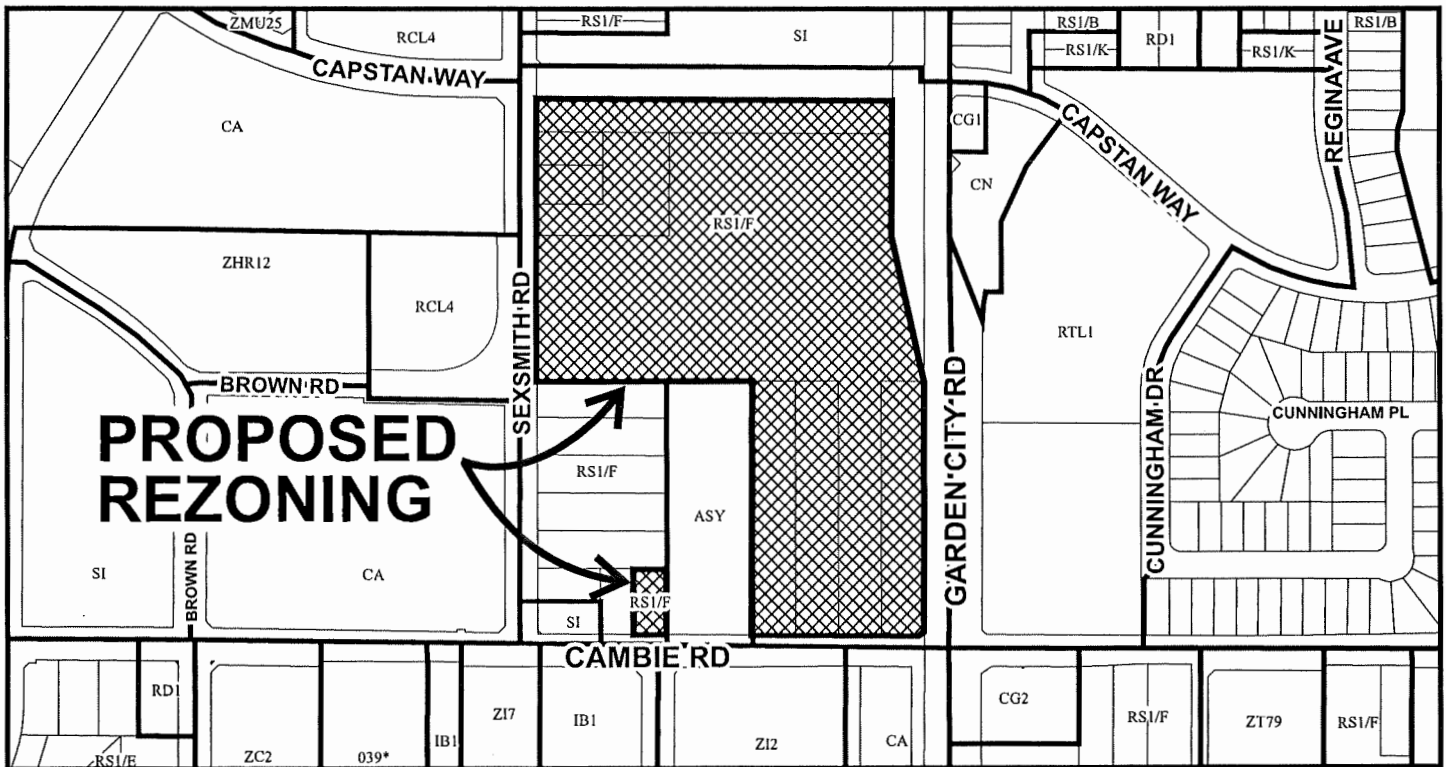 ZMU25
RCL4
RS1/F
SI
RS1/B
RS1/K
RD1
RS1/K
RS1/B
REGINA AVE
CAPSTAN WAY
CA
CG1
CAPSTAN WAY
CN
RS1/F
ZHR12
RCL4
SEXSMITH RD
RTL1
BROWN RD
GARDEN CITY RD
CUNNINGHAM DR
CUNNINGHAM PL
PROPOSED
REZONING
RS1/F
ASY
SI
BROWN RD
CA
RS1/F
SI
CAMBIE RD
RD1
RS1/E
ZC2
039*
IB1
ZI7
IB1
ZI2
CA
CG2
RS1/F
ZT79
RS1/F